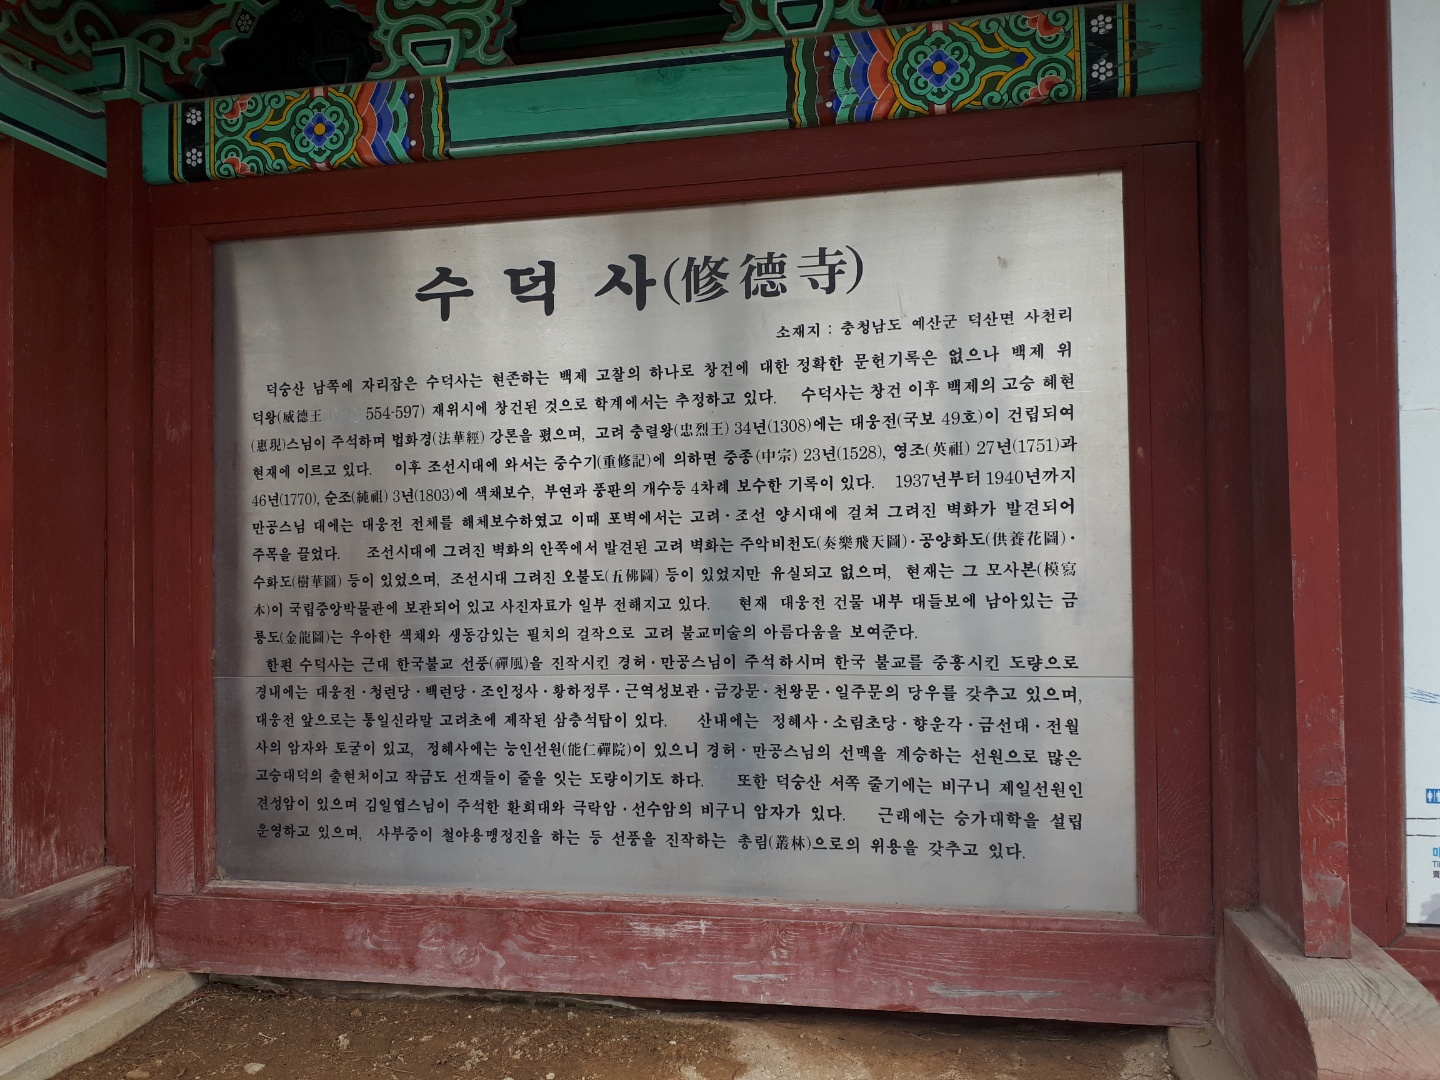 수 덕 사(修德寺)
소재지 : 충청남도 예산군 덕산면 사천리
덕숭산 남쪽에 자리잡은 수덕사는 현존하는 백제 고찰의 하나로 창건에 대한 정확한 문헌기록은 없으나 백제 위
덕왕(威德王 554-597) 재위시에 창건된 것으로 학계에서는 추정하고 있다. 수덕사는 창건 이후 백제의 고승 혜현
(惠現)스님이 주석하며 법화경(法華經) 강론을 폈으며, 고려 충렬왕(忠烈王) 34년(1308)에는 대웅전(국보 49호)이 건립되여
현재에 이르고 있다. 이후 조선시대에 와서는 중수기(重修記)에 의하면 중종(中宗) 23년(1528), 영조(英祖) 27년(1751)과
46년(1770), 순조(純祖) 3년(1803)에 색채보수, 부연과 풍판의 개수등 4차례 보수한 기록이 있다. 1937년부터 1940년까지
만공스님 대에는 대웅전 전체를 해체보수하였고 이때 포벽에서는 고려·조선 양시대에 걸쳐 그려진 벽화가 발견되어
주목을 끌었다. 조선시대에 그려진 벽화의 안쪽에서 발견된 고려 벽화는 주악비천도(奏樂飛天圖)·공양화도(供養花圖)·
수화도(樹華圖) 등이 있었으며, 조선시대 그려진 오불도(五佛圖) 등이 있었지만 유실되고 없으며, 현재는 그 모사본(模寫
本)이 국립중앙박물관에 보관되어 있고 사진자료가 일부 전해지고 있다. 현재 대웅전 건물 내부 대들보에 남아있는 금
룡도(金龍圖)는 우아한 색채와 생동감있는 필치의 걸작으로 고려 불교미술의 아름다움을 보여준다.
한편 수덕사는 근대 한국불교 선풍(禪風)을 진작시킨 경허·만공스님이 주석하시며 한국 불교를 중흥시킨 도량으로
경내에는 대웅전·청련당·백련당·조인정사·황하정루·근역성보관·금강문·천왕문·일주문의 당우를 갖추고 있으며,
대웅전 앞으로는 통일신라말 고려초에 제작된 삼층석탑이 있다. 산내에는 정혜사·소림초당·향운각·금선대·전월
사의 암자와 토굴이 있고, 정혜사에는 능인선원(能仁禪院)이 있으니 경허·만공스님의 선맥을 계승하는 선원으로 많은
고승대덕의 출현처이고 작금도 선객들이 줄을 잇는 도량이기도 하다. 또한 덕숭산 서쪽 줄기에는 비구니 제일선원인
견성암이 있으며 김일엽스님이 주석한 환희대와 극락암·선수암의 비구니 암자가 있다. 근래에는 승가대학을 설립
운영하고 있으며, 사부중이 철야용맹정진을 하는 등 선풍을 진작하는 총림(叢林)으로의 위용을 갖추고 있다.